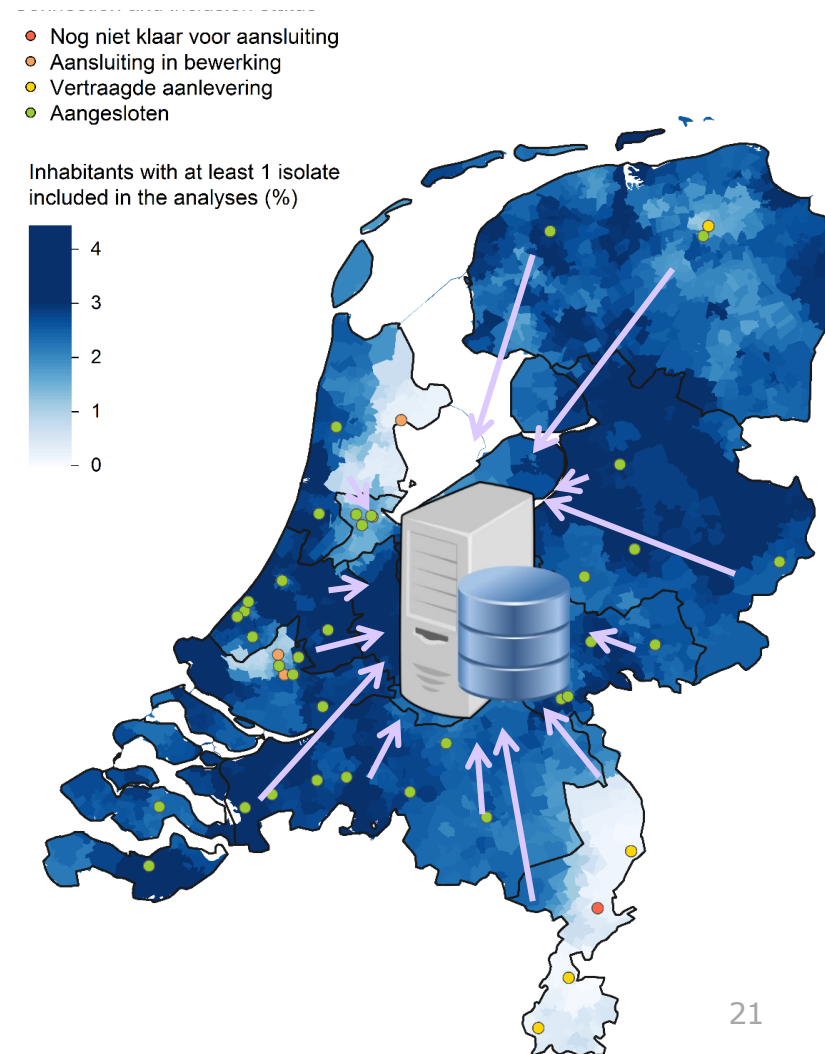 Nog niet klaar voor aansluiting
Aansluiting in bewerking
Vertraagde aanlevering
Aangesloten
Inhabitants with at least 1 isolate
included in the analyses (%)
4
3
2
1
0
21